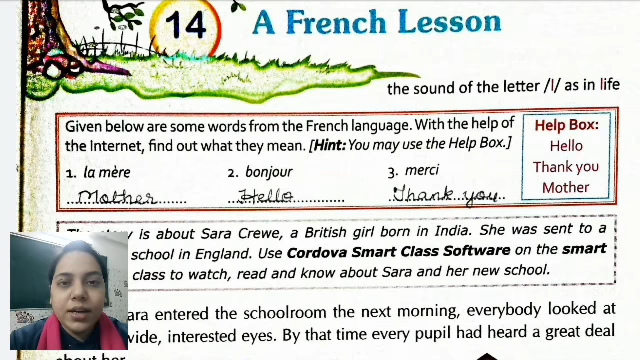 14
A French Lesson
the sound of the letter /l/ as in life
Given below are some words from the French language. With the help of
the Internet, find out what they mean. [Hint: You may use the Help Box.]
1. la mère 2. bonjour 3. merci
Mother Hello Thank you
Help Box:
Hello
Thank you
Mother
is about Sara Crewe, a British girl born in India. She was sent to a
school in England. Use Cordova Smart Class Software on the smart
class to watch, read and know about Sara and her new school.
entered the schoolroom the next morning, everybody looked at
interested eyes. By that time every pupil had heard a great deal
about her